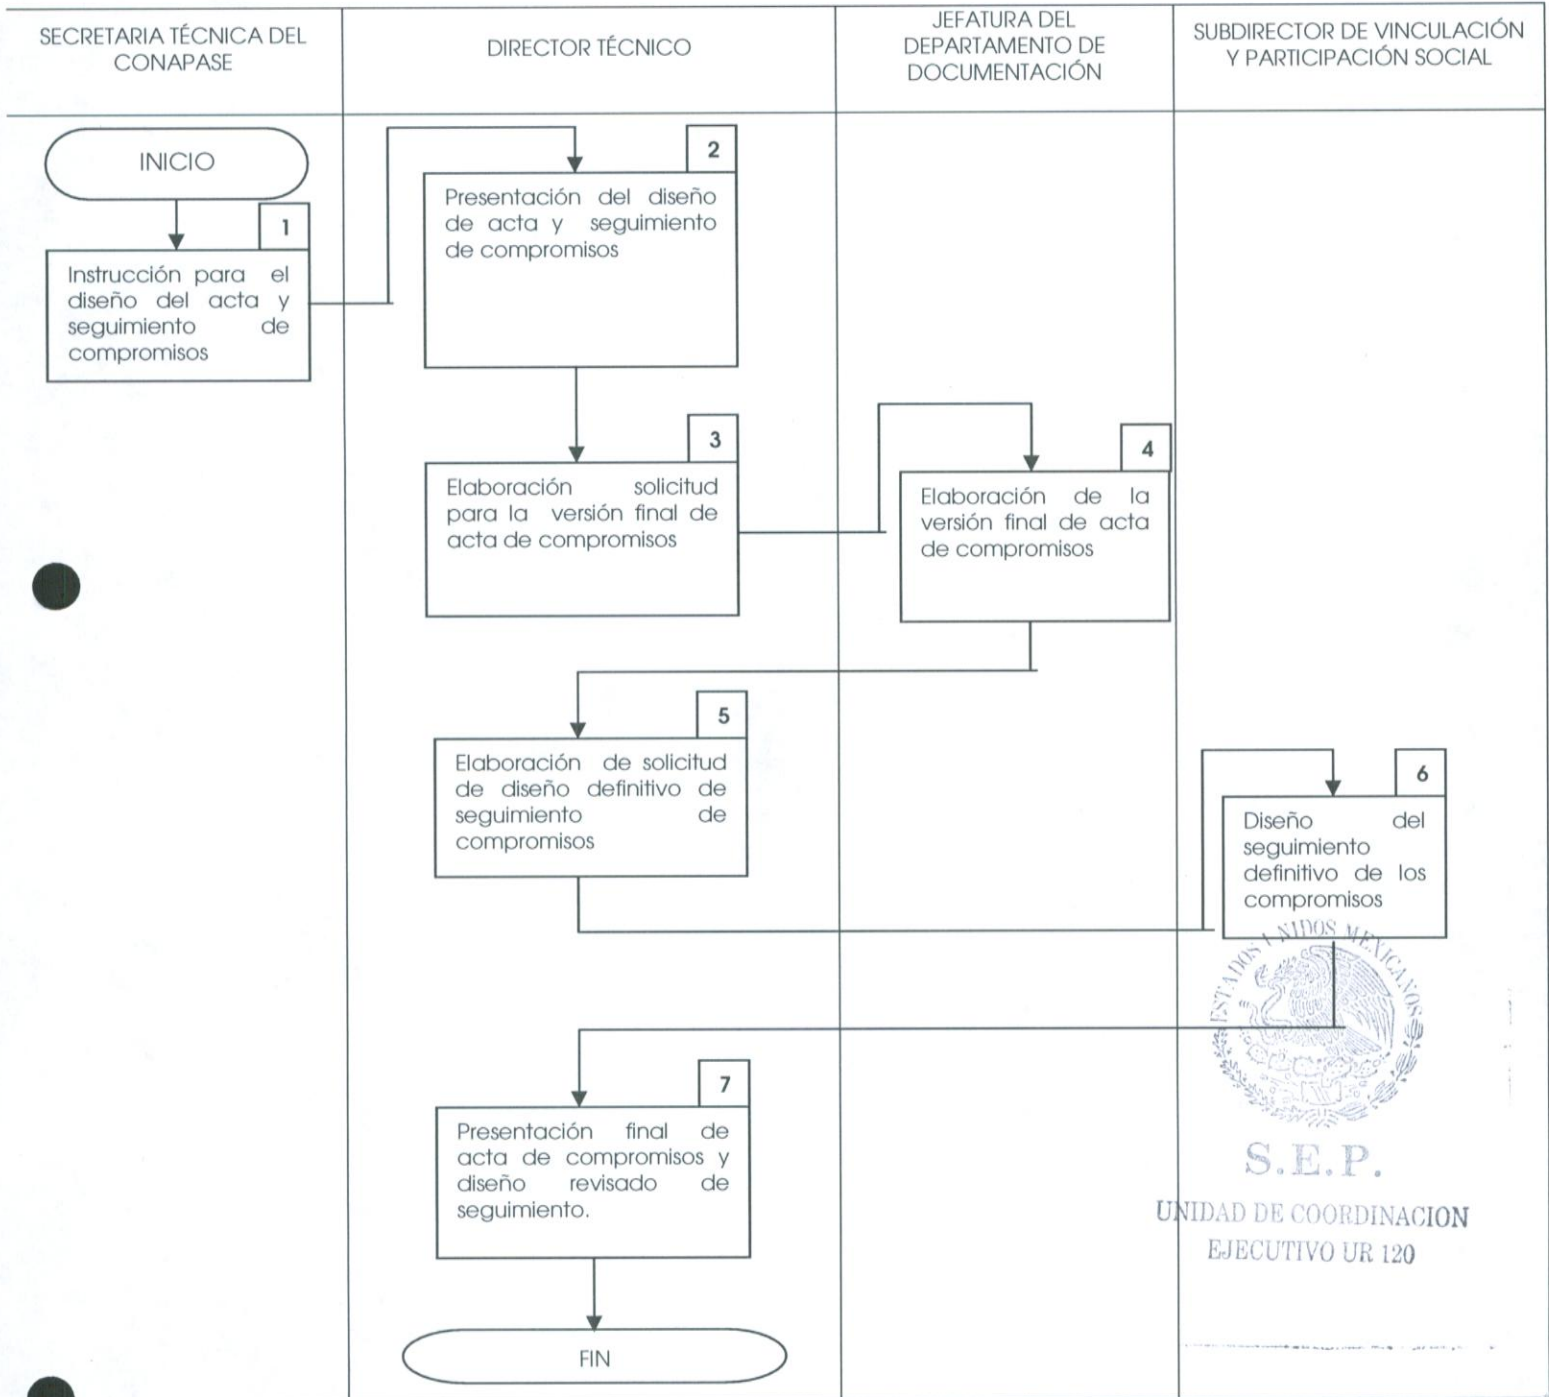 SECRETARIA TÉCNICA DEL
CONAPASE
DIRECTOR TÉCNICO
JEFATURA DEL
DEPARTAMENTO DE
DOCUMENTACIÓN
SUBDIRECTOR DE VINCULACIÓN
Y PARTICIPACIÓN SOCIAL
INICIO
1
Instrucción para el
diseño del acta y
seguimiento de
compromisos
2
Presentación del diseño
de acta y seguimiento
de compromisos
3
Elaboración solicitud
para la versión final de
acta de compromisos
4
Elaboración de la
versión final de acta
de compromisos
5
Elaboración de solicitud
de diseño definitivo de
seguimiento de
compromisos
6
Diseño del
seguimiento
definitivo de los
compromisos
ESTADOS UNIDOS MEXICANOS
S.E.P.
UNIDAD DE COORDINACION
EJECUTIVO UR 120
7
Presentación final de
acta de compromisos y
diseño revisado de
seguimiento.
FIN